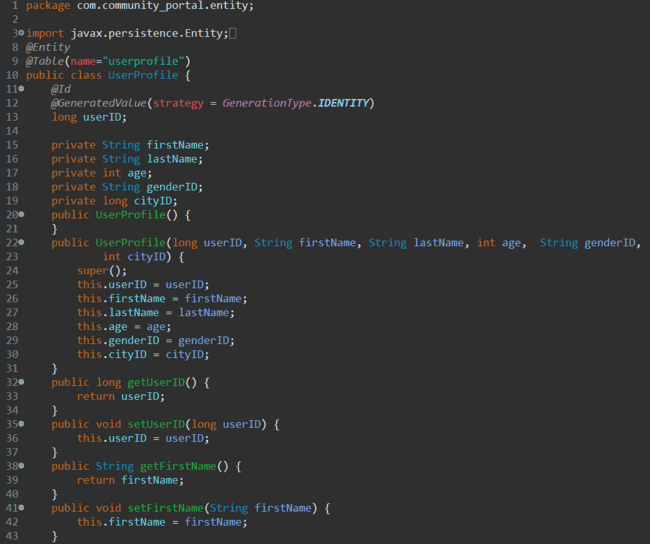 1 package com.community_portal.entity;
2
3 import javax.persistence.Entity;
8 @Entity
9 @Table(name="userprofile")
10 public class UserProfile {
11     @Id
12     @GeneratedValue(strategy = GenerationType.IDENTITY)
13     long userID;
14
15     private String firstName;
16     private String lastName;
17     private int age;
18     private String genderID;
19     private long cityID;
20     public UserProfile() {
21     }
22     public UserProfile(long userID, String firstName, String lastName, int age,  String genderID,
23             int cityID) {
24         super();
25         this.userID = userID;
26         this.firstName = firstName;
27         this.lastName = lastName;
28         this.age = age;
29         this.genderID = genderID;
30         this.cityID = cityID;
31     }
32     public long getUserID() {
33         return userID;
34     }
35     public void setUserID(long userID) {
36         this.userID = userID;
37     }
38     public String getFirstName() {
39         return firstName;
40     }
41     public void setFirstName(String firstName) {
42         this.firstName = firstName;
43     }